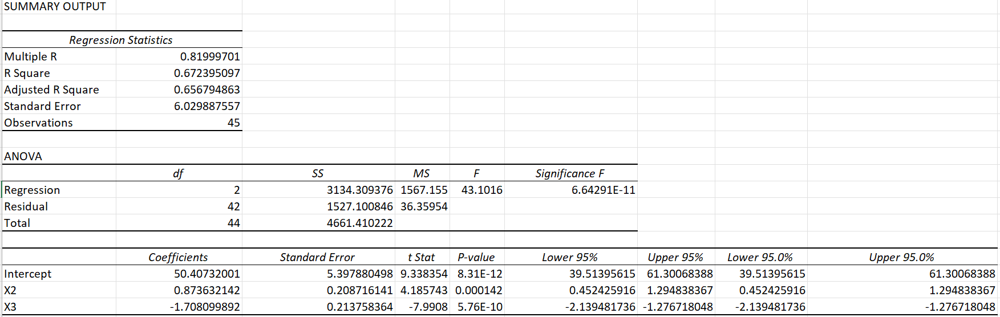 SUMMARY OUTPUT
Regression Statistics
Multiple R 0.81999701
R Square 0.672395097
Adjusted R Square 0.656794863
Standard Error 6.029887557
Observations 45
ANOVA
df SS MS F Significance F
Regression 2 3134.309376 1567.155 43.1016 6.64291E-11
Residual 42 1527.100846 36.35954
Total 44 4661.410222
Coefficients Standard Error t Stat P-value Lower 95% Upper 95% Lower 95.0% Upper 95.0%
Intercept 50.40732001 5.397880498 9.338354 8.31E-12 39.51395615 61.30068388 39.51395615 61.30068388
X2 0.873632142 0.208716141 4.185743 0.000142 0.452425916 1.294838367 0.452425916 1.294838367
X3 -1.708099892 0.213758364 -7.9908 5.76E-10 -2.139481736 -1.276718048 -2.139481736 -1.276718048